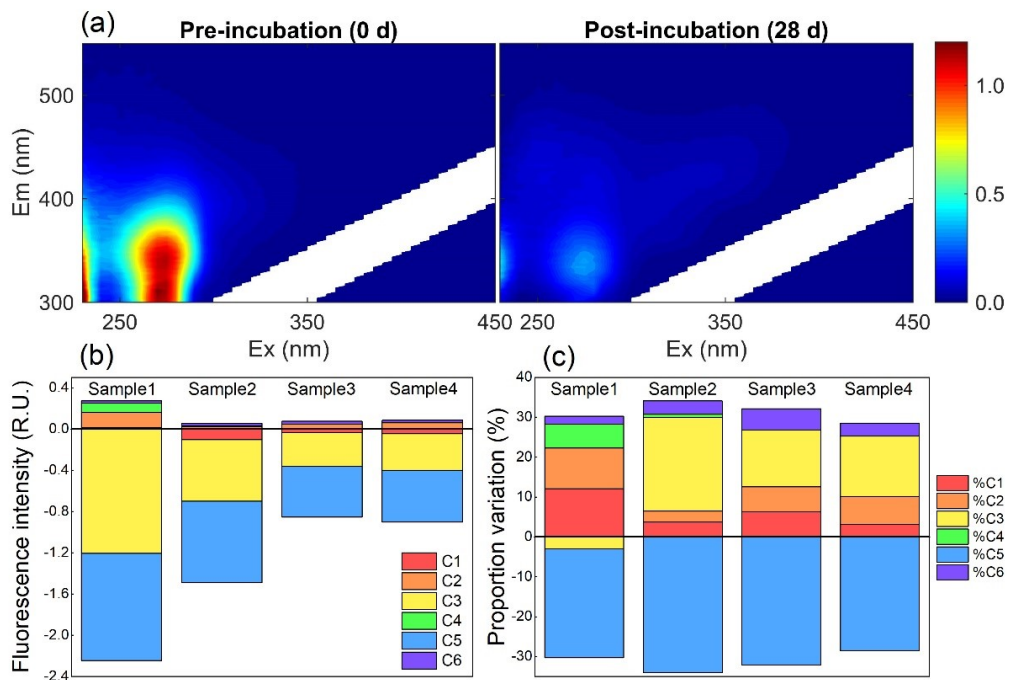 (a)
Pre-incubation (0 d)
Post-incubation (28 d)
Em (nm)
500
400
300
250
350
450
250
350
450
Ex (nm)
Ex (nm)
1.0
0.5
0.0
(b)
Fluorescence intensity (R.U.)
0.4
0.0
-0.4
-0.8
-1.2
-1.6
-2.0
-2.4
Sample1
Sample2
Sample3
Sample4
C1
C2
C3
C4
C5
C6
(c)
Proportion variation (%)
40
30
20
10
0
-10
-20
-30
Sample1
Sample2
Sample3
Sample4
%C1
%C2
%C3
%C4
%C5
%C6